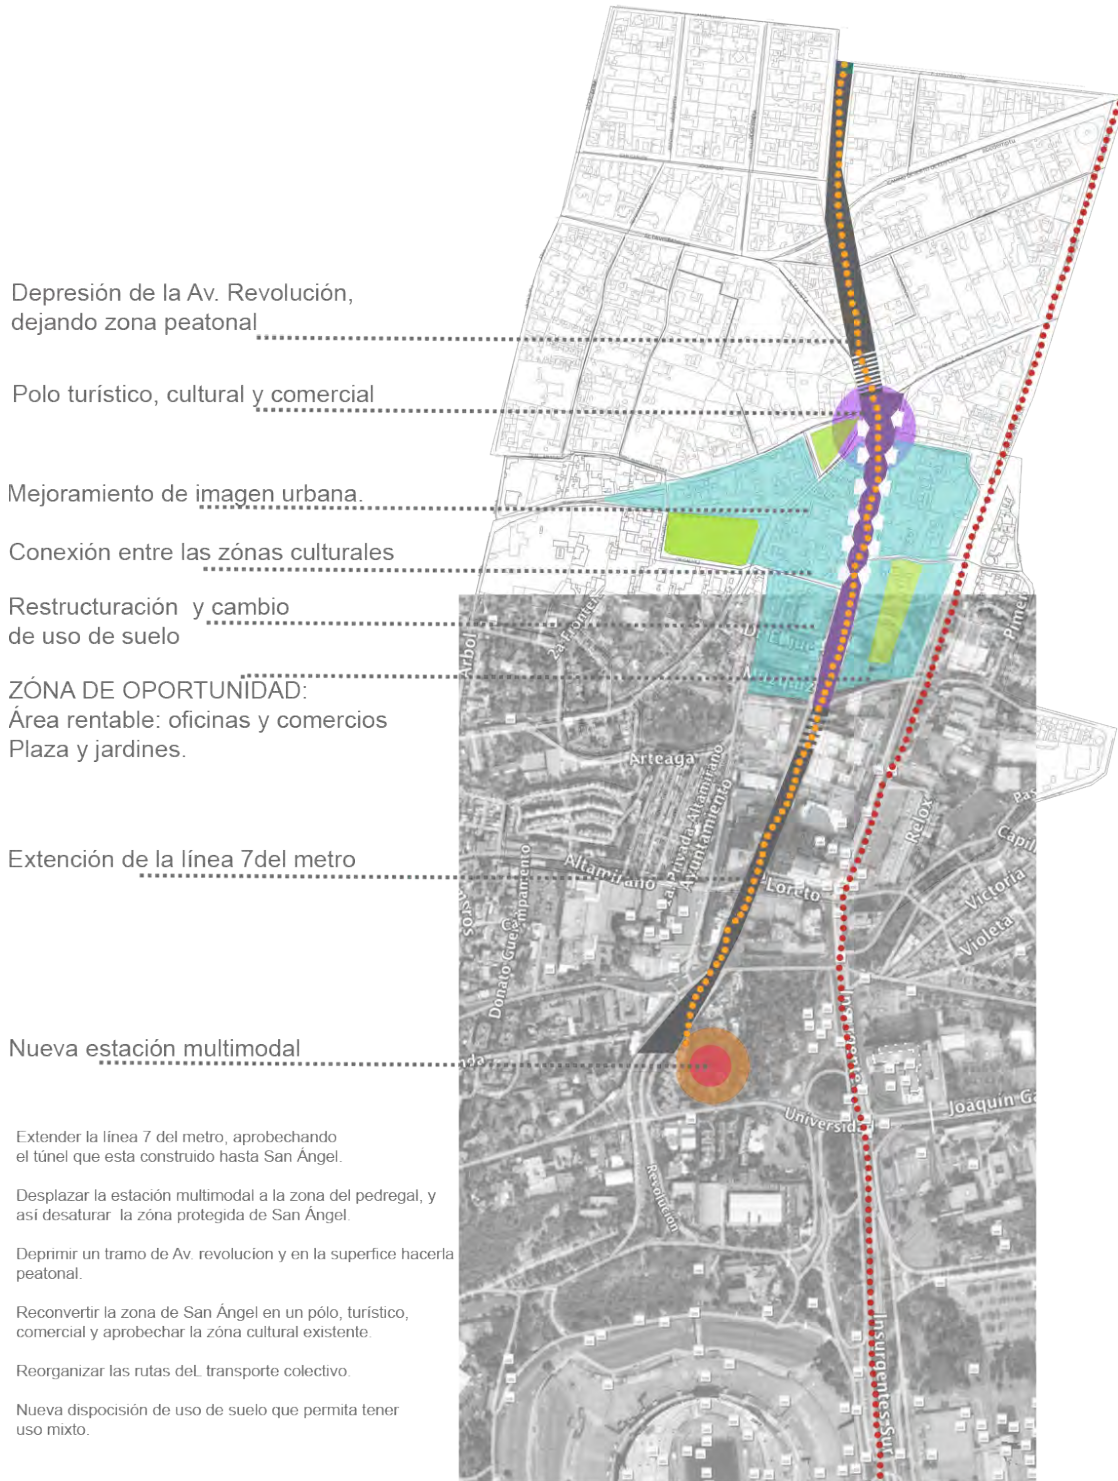 Depresión de la Av. Revolución,
dejando zona peatonal
Polo turístico, cultural y comercial
Mejoramiento de imagen urbana.
Conexión entre las zónas culturales
Restructuración y cambio
de uso de suelo
ZÓNA DE OPORTUNIDAD:
Área rentable: oficinas y comercios
Plaza y jardines.
Extención de la línea 7del metro
Nueva estación multimodal
Extender la línea 7 del metro, aprobechando
el túnel que esta construido hasta San Ángel.
Desplazar la estación multimodal a la zona del pedregal, y
así desaturar la zóna protegida de San Ángel.
Deprimir un tramo de Av. revolucíon y en la superfice hacerla
peatonal.
Reconvertir la zona de San Ángel en un pólo, turístico,
comercial y aprobechar la zóna cultural existente.
Reorganizar las rutas del transporte colectivo.
Nueva dispocisión de uso de suelo que permita tener
uso mixto.
Arbol
2a Frontera
Arteaga
2a. Privada Altamirano
Ayuntamiento
Altamirano
Loreto
Relox
Victoria
Violeta
Donato Guerra
Insurgentes
Universidad
Joaquín Ga
Revolución
Insurgentes Sur